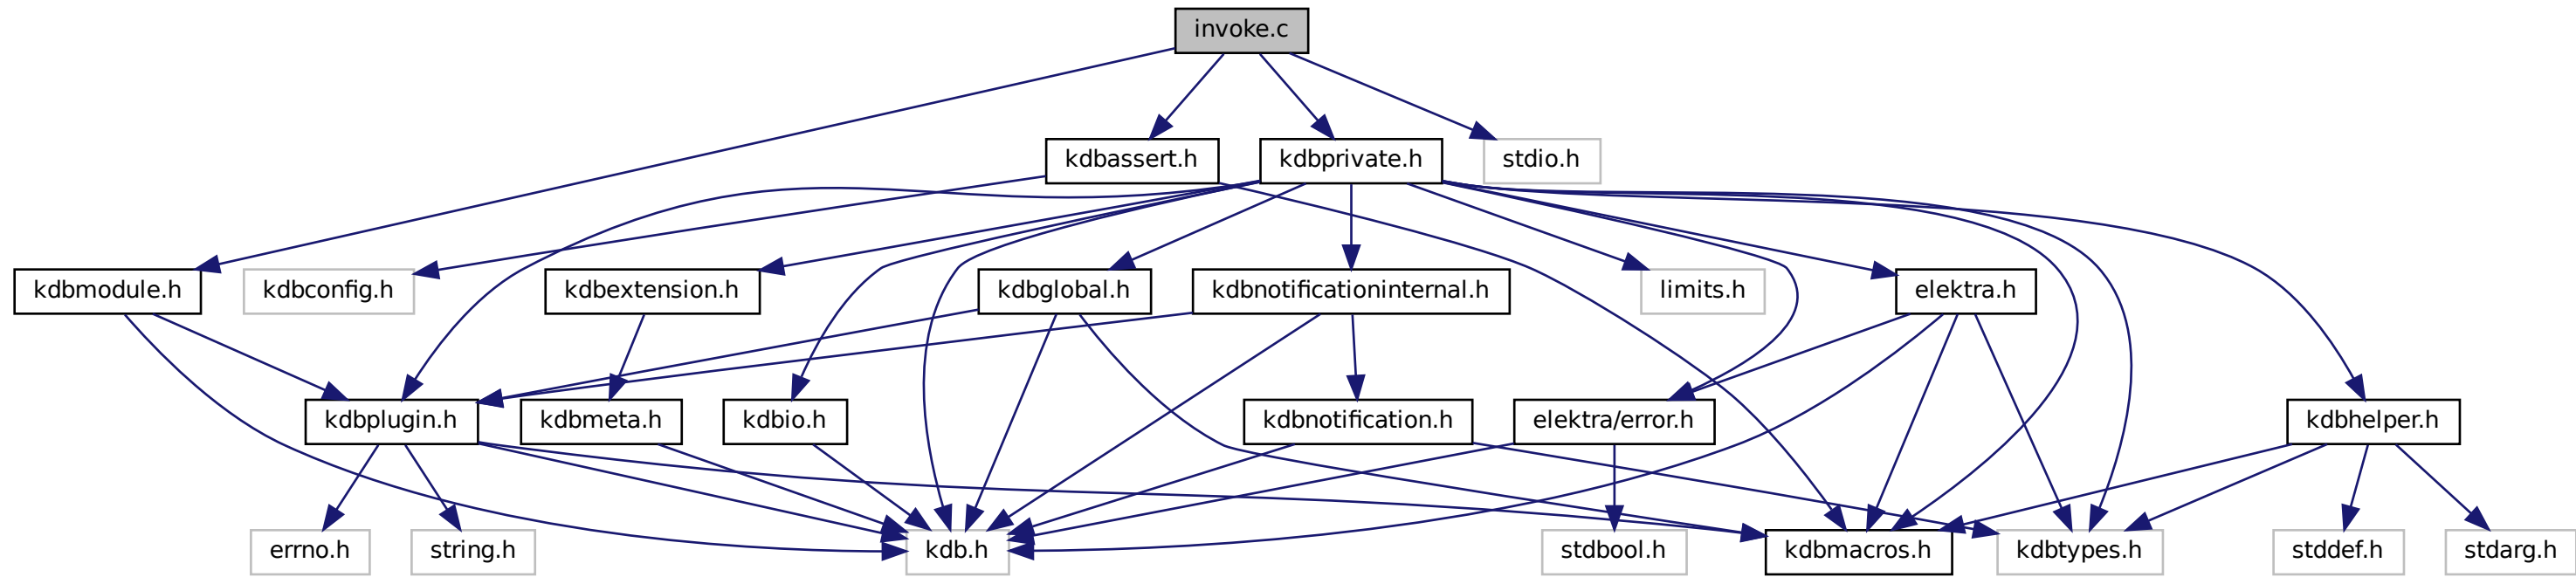 invoke.c
kdbassert.h
kdbprivate.h
stdio.h
kdbmodule.h
kdbconfig.h
kdbextension.h
kdbglobal.h
kdbnotificationinternal.h
limits.h
elektra.h
kdbplugin.h
kdbmeta.h
kdbio.h
kdbnotification.h
elektra/error.h
kdbhelper.h
errno.h
string.h
kdb.h
stdbool.h
kdbmacros.h
kdbtypes.h
stddef.h
stdarg.h